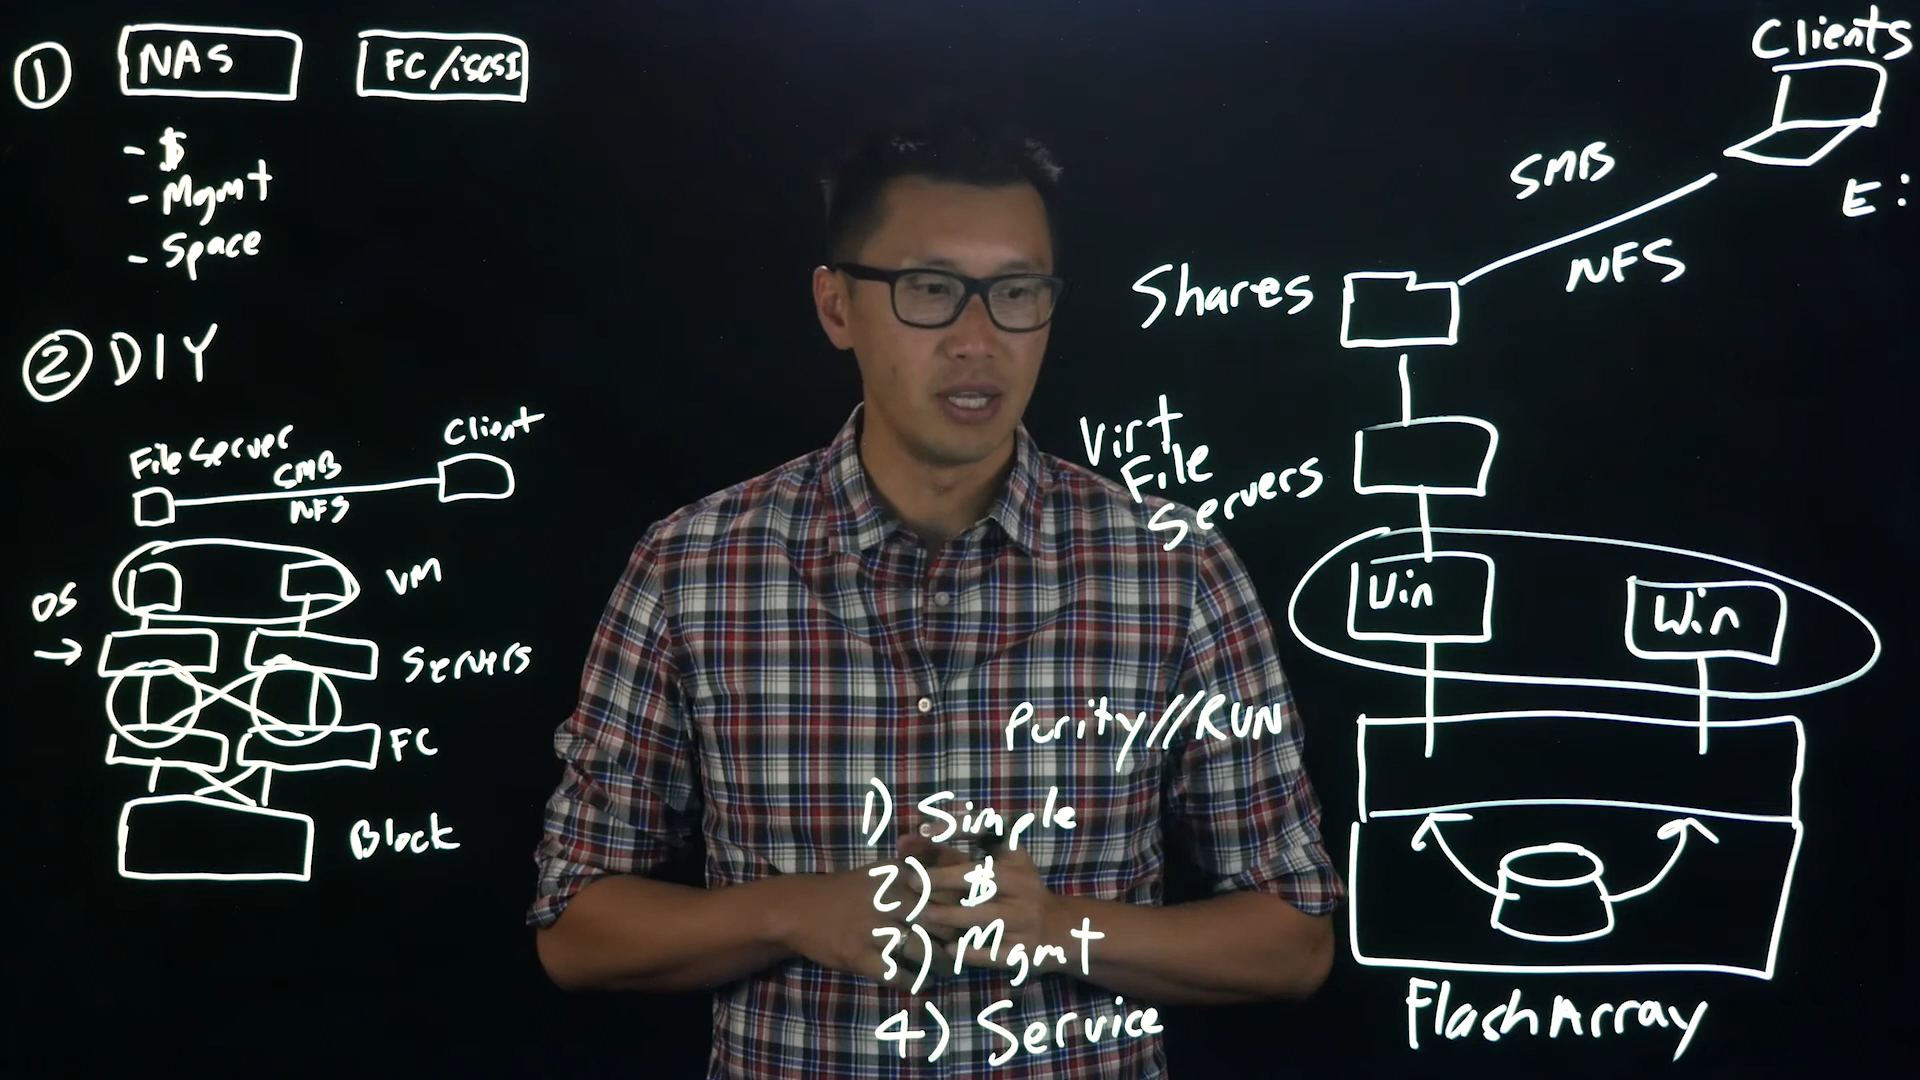 1 NAS FC/iSCSI
- $
- Mgmt
- Space
2 DIY
File Server
SMB
NFS
Client
OS
VM
Servers
FC
Block
Purity//RUN
1) Simple
2) $
3) Mgmt
4) Service
Clients
E:
SMB
NFS
Shares
Virt
File
Servers
Win
Win
FlashArray